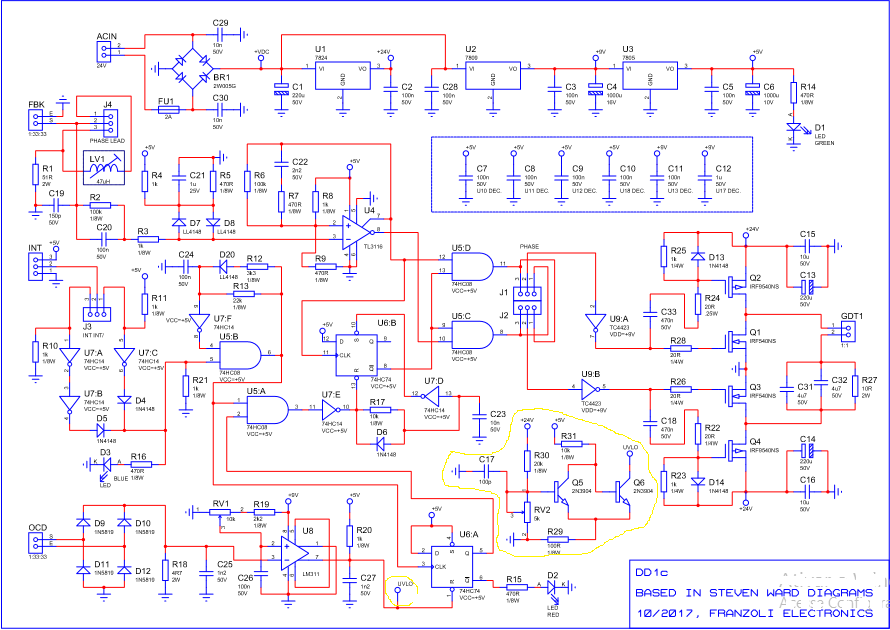 ACIN
2
1
24V
C29
10n
50V
BR1
2W005G
FU1
2A
C30
10n
50V
+VDC
C1
220u
50V
U1
7824
VI
VO
GND
+24V
C2
100n
50V
C28
100n
50V
U2
7809
VI
VO
GND
C3
100n
50V
+9V
C4
1000u
16V
U3
7805
VI
VO
GND
C5
100n
50V
+5V
C6
1000u
10V
R14
470R
1/8W
D1
LED
GREEN
FBK
E
S
1:33:33
J4
1
2
3
PHASE LEAD
LV1
47uH
R1
51R
2W
C19
150p
50V
R2
100k
1/8W
C20
100n
50V
R3
1k
1/8W
+5V
R4
1k
C21
1u
25V
R5
470R
1/8W
D7
LL4148
D8
LL4148
R6
100k
1/8W
C22
2n2
50V
R7
470R
1/8W
R8
1k
1/8W
+5V
U4
TL3116
R9
470R
1/8W
+5V
C7
100n
50V
U10 DEC.
+5V
C8
100n
50V
U11 DEC.
+5V
C9
100n
50V
U12 DEC.
+5V
C10
100n
50V
U18 DEC.
+9V
C11
100n
50V
U13 DEC.
+9V
C12
1u
50V
U17 DEC.
INT
+5V
J3
INT INT/
+5V
R11
1k
1/8W
R10
1k
1/8W
U7:A
74HC14
VCC=+5V
U7:C
74HC14
VCC=+5V
U7:B
74HC14
VCC=+5V
D4
1N4148
D5
1N4148
D3
LED
BLUE
R16
470R
1/8W
C24
100n
50V
D20
LL4148
R12
3k3
1/8W
R13
22k
1/8W
VCC=+5V
U7:F
74HC14
U5:B
74HC08
VCC=+5V
R21
1k
1/8W
U5:A
74HC08
VCC=+5V
U7:E
74HC14
VCC=+5V
+5V
U6:B
D
Q
CLK
Q
S
R
74HC74
VCC=+5V
R17
10k
1/8W
D6
1N4148
U7:D
74HC14
VCC=+5V
C23
10n
50V
U5:D
74HC08
VCC=+5V
U5:C
74HC08
VCC=+5V
PHASE
J1
J2
U9:A
TC4423
VDD=+9V
U9:B
TC4423
VDD=+9V
R25
1k
1/4W
D13
1N5819
+24V
Q2
IRF9540NS
C15
10u
50V
C13
220u
50V
C33
470n
50V
R24
20R
.25W
R28
20R
1/4W
Q1
IRF540NS
GDT1
1:1
R26
20R
1/4W
Q3
IRF9540NS
C31
4u7
50V
C32
4u7
50V
R27
10R
2W
C18
470n
50V
R22
20R
1/4W
Q4
IRF540NS
C14
220u
50V
C16
10u
50V
R23
1k
1/4W
D14
1N5819
+24V
C17
100p
+24V
R30
20k
1/8W
+5V
R31
10k
1/8W
UVLO
Q5
2N3904
Q6
2N3904
RV2
5k
R29
100R
1/8W
OCD
E
S
1:33:33
D9
1N5819
D10
1N5819
D11
1N5819
D12
1N5819
R18
4R7
2W
C25
1n2
50V
RV1
10k
R19
2k2
1/8W
C26
100n
50V
+9V
U8
LM311
+5V
R20
1k
1/8W
C27
1n2
50V
UVLO
+5V
U6:A
D
Q
CLK
Q
S
R
74HC74
VCC=+5V
R15
470R
1/8W
D2
LED
RED
DD1c
BASED IN STEVEN WARD DIAGRAMS
10/2017, FRANZOLI ELECTRONICS